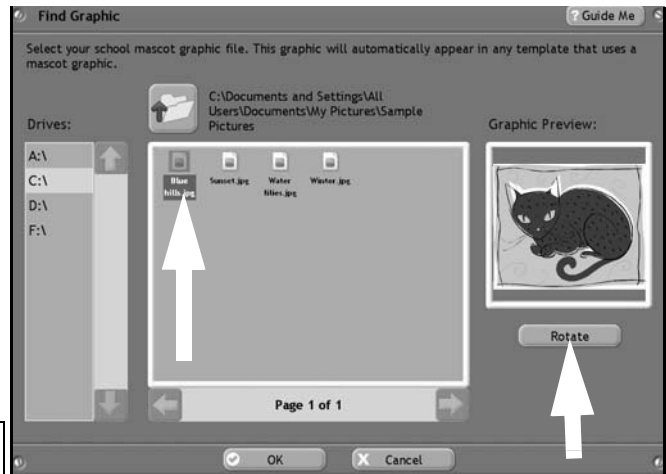 Find Graphic
? Guide Me
Select your school mascot graphic file. This graphic will automatically appear in any template that uses a
mascot graphic.
C:\Documents and Settings\All
Users\Documents\My Pictures\Sample
Pictures
Drives:
Graphic Preview:
A:\
C:\
D:\
F:\
Blue
hills.jpg
Sunset.jpg
Water
lilies.jpg
Winter.jpg
Rotate
Page 1 of 1
OK
X Cancel